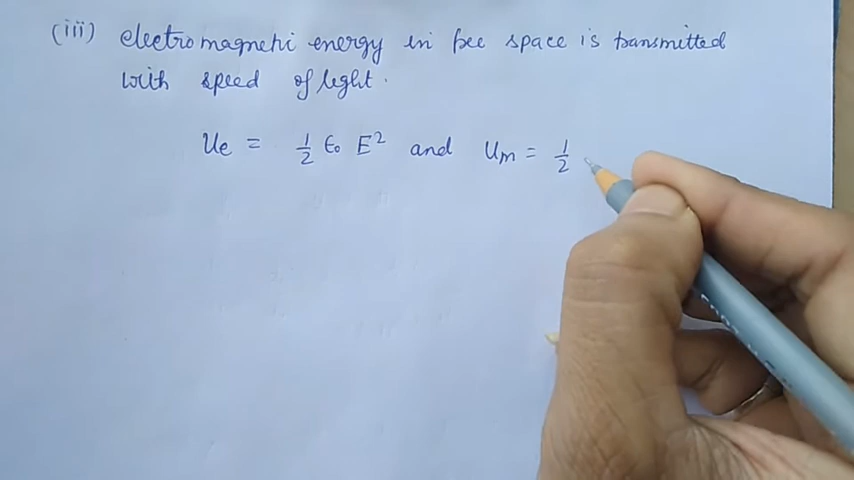 (iii) electromagneti energy in free space is transmitted
with speed of light.
Ue = 1/2 ϵ₀ E² and Um = 1/2